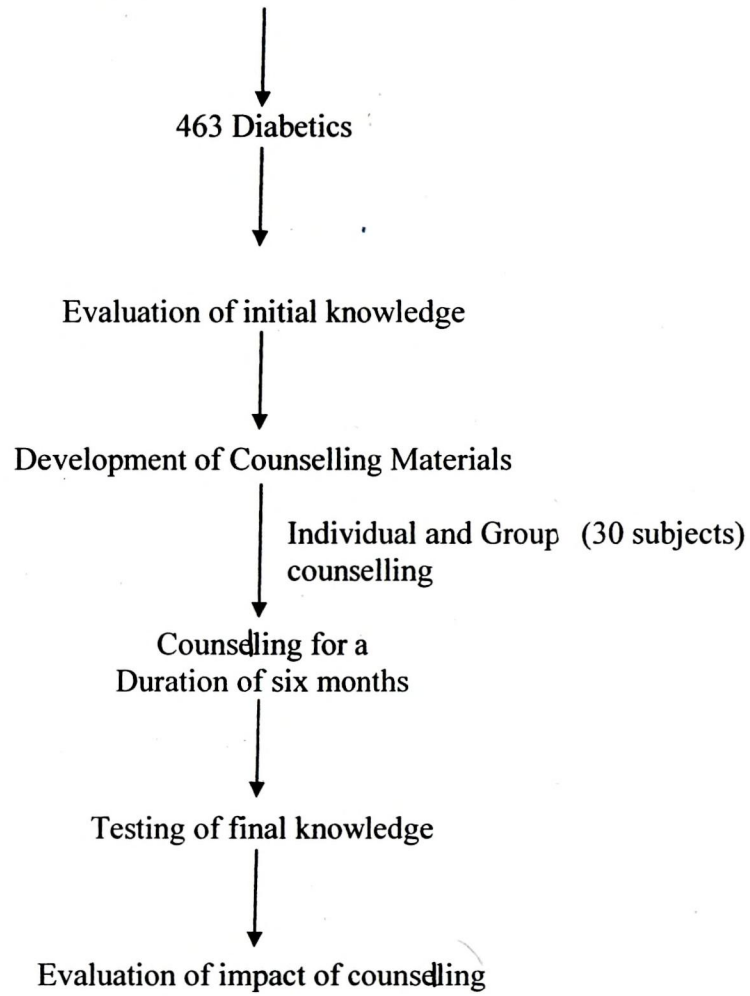 463 Diabetics
Evaluation of initial knowledge
Development of Counselling Materials
Individual and Group (30 subjects)
counselling
Counselling for a
Duration of six months
Testing of final knowledge
Evaluation of impact of counselling